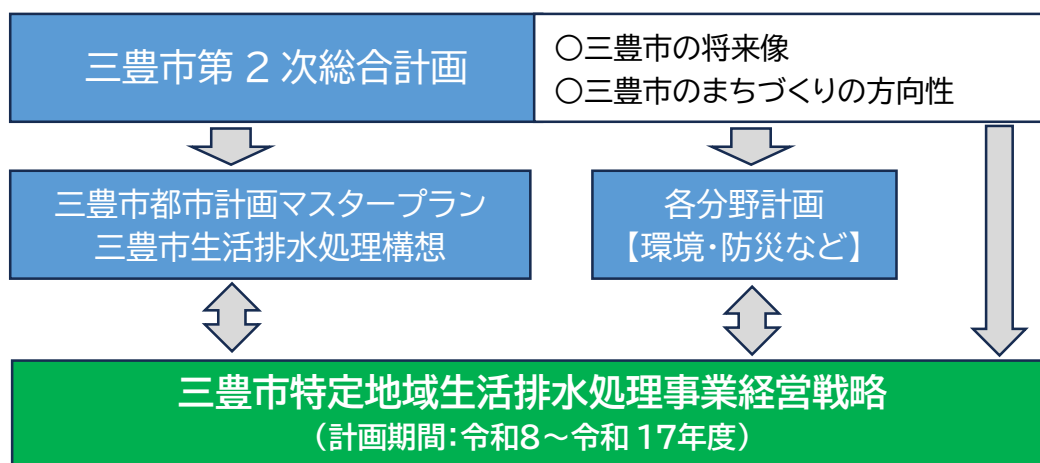 三豊市第 2 次総合計画
○三豊市の将来像
○三豊市のまちづくりの方向性
三豊市都市計画マスタープラン
三豊市生活排水処理構想
各分野計画
【環境・防災など】
三豊市特定地域生活排水処理事業経営戦略
（計画期間：令和8～令和 17年度）